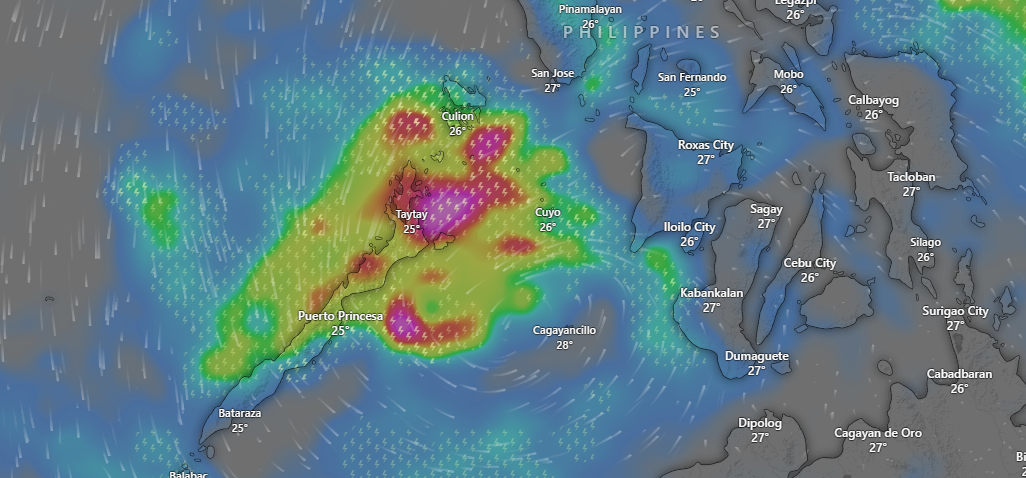 Legazpi
26°
Pinamalayan
26°
PHILIPPINES
San Jose
27°
San Fernando
25°
Mobo
26°
Calbayog
26°
Culion
26°
Roxas City
27°
Tacloban
27°
Taytay
25°
Cuyo
26°
Sagay
27°
Iloilo City
26°
Silago
26°
Cebu City
26°
Kabankalan
27°
Puerto Princesa
25°
Surigao City
27°
Cagayancillo
28°
Dumaguete
27°
Cabadbaran
26°
Bataraza
25°
Dipolog
27°
Cagayan de Oro
27°
Balabac